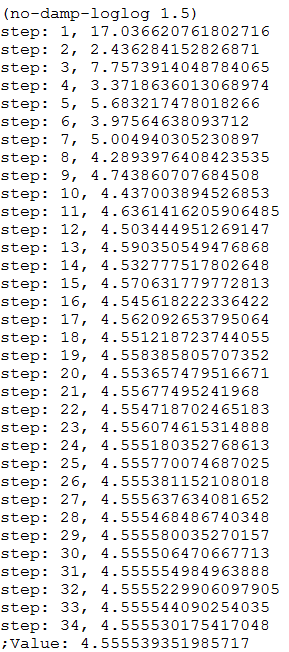 (no-damp-loglog 1.5)
step: 1, 17.036620761802716
step: 2, 2.436284152826871
step: 3, 7.7573914048784065
step: 4, 3.3718636013068974
step: 5, 5.683217478018266
step: 6, 3.97564638093712
step: 7, 5.004940305230897
step: 8, 4.2893976408423535
step: 9, 4.743860707684508
step: 10, 4.437003894526853
step: 11, 4.6361416205906485
step: 12, 4.503444951269147
step: 13, 4.590350549476868
step: 14, 4.532777517802648
step: 15, 4.570631779772813
step: 16, 4.545618222336422
step: 17, 4.562092653795064
step: 18, 4.551218723744055
step: 19, 4.558385805707352
step: 20, 4.553657479516671
step: 21, 4.55677495241968
step: 22, 4.554718702465183
step: 23, 4.556074615314888
step: 24, 4.555180352768613
step: 25, 4.555770074687025
step: 26, 4.555381152108018
step: 27, 4.555637634081652
step: 28, 4.555468486740348
step: 29, 4.555580035270157
step: 30, 4.555506470667713
step: 31, 4.555554984963888
step: 32, 4.5555229906097905
step: 33, 4.555544090254035
step: 34, 4.555530175417048
;Value: 4.555539351985717